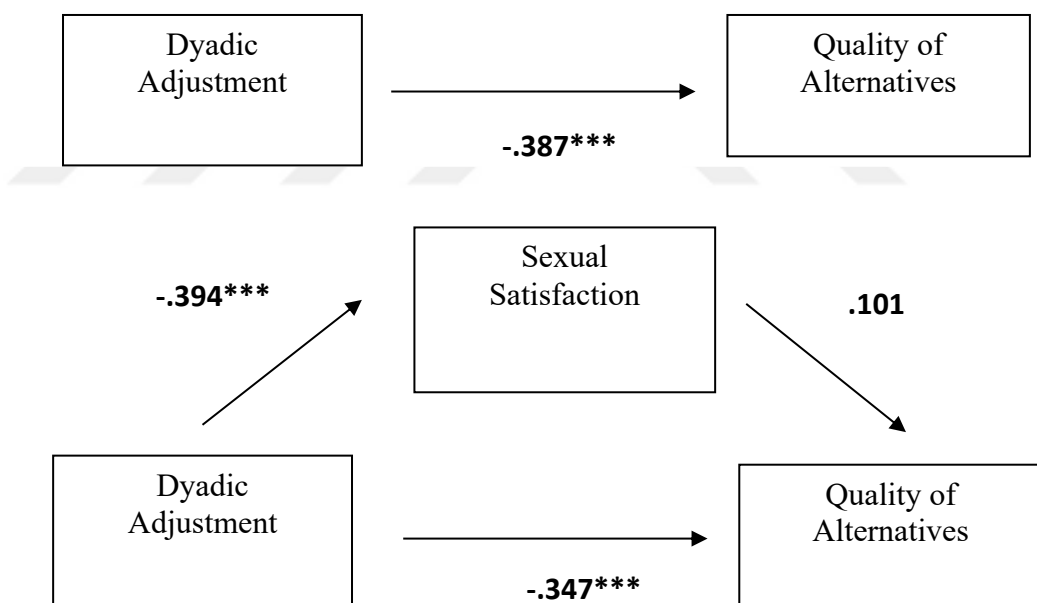 Dyadic
Adjustment
Quality of
Alternatives
-.387***
Sexual
Satisfaction
-.394***
.101
Dyadic
Adjustment
Quality of
Alternatives
-.347***